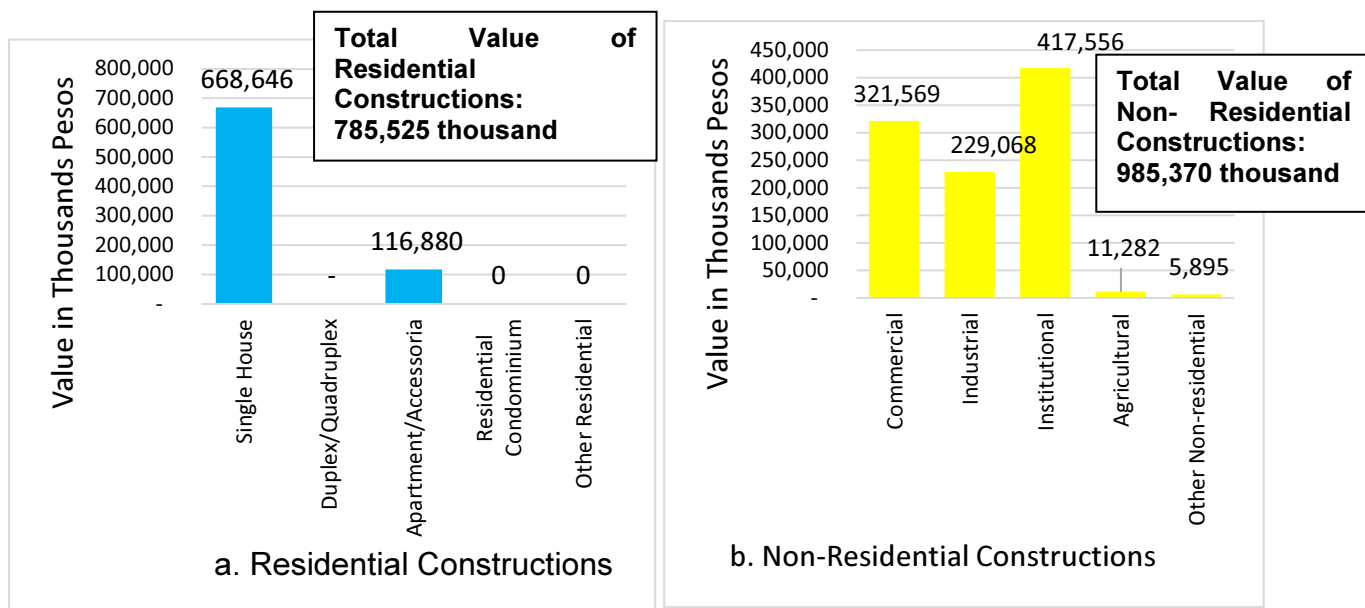 Total Value of
Residential
Constructions:
785,525 thousand
Value in Thousands Pesos
800,000
700,000
600,000
500,000
400,000
300,000
200,000
100,000
-
668,646
-
116,880
0
0
Single House
Duplex/Quadruplex
Apartment/Accessoria
Residential
Condominium
Other Residential
a. Residential Constructions
Total Value of
Non- Residential
Constructions:
985,370 thousand
Value in Thousands Pesos
450,000
400,000
350,000
300,000
250,000
200,000
150,000
100,000
50,000
-
321,569
229,068
417,556
11,282
5,895
Commercial
Industrial
Institutional
Agricultural
Other Non-residential
b. Non-Residential Constructions